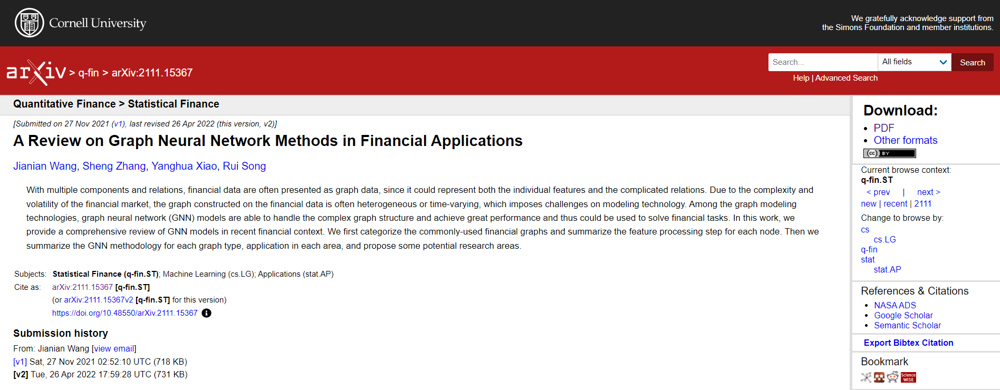 Cornell University
We gratefully acknowledge support from
the Simons Foundation and member institutions.
arXiv > q-fin > arXiv:2111.15367
Search...
All fields
Search
Help | Advanced Search
Quantitative Finance > Statistical Finance
[Submitted on 27 Nov 2021 (v1), last revised 26 Apr 2022 (this version, v2)]
A Review on Graph Neural Network Methods in Financial Applications
Jianian Wang, Sheng Zhang, Yanghua Xiao, Rui Song
With multiple components and relations, financial data are often presented as graph data, since it could represent both the individual features and the complicated relations. Due to the complexity and
volatility of the financial market, the graph constructed on the financial data is often heterogeneous or time-varying, which imposes challenges on modeling technology. Among the graph modeling
technologies, graph neural network (GNN) models are able to handle the complex graph structure and achieve great performance and thus could be used to solve financial tasks. In this work, we
provide a comprehensive review of GNN models in recent financial context. We first categorize the commonly-used financial graphs and summarize the feature processing step for each node. Then we
summarize the GNN methodology for each graph type, application in each area, and propose some potential research areas.
Subjects: Statistical Finance (q-fin.ST); Machine Learning (cs.LG); Applications (stat.AP)
Cite as: arXiv:2111.15367 [q-fin.ST]
(or arXiv:2111.15367v2 [q-fin.ST] for this version)
https://doi.org/10.48550/arXiv.2111.15367
Submission history
From: Jianian Wang [view email]
[v1] Sat, 27 Nov 2021 02:52:10 UTC (718 KB)
[v2] Tue, 26 Apr 2022 17:59:28 UTC (731 KB)
Download:
PDF
Other formats
(cc) BY
Current browse context:
q-fin.ST
< prev | next >
new | recent | 2111
Change to browse by:
cs
cs.LG
q-fin
stat
stat.AP
References & Citations
NASA ADS
Google Scholar
Semantic Scholar
Export Bibtex Citation
Bookmark
Science
WISE